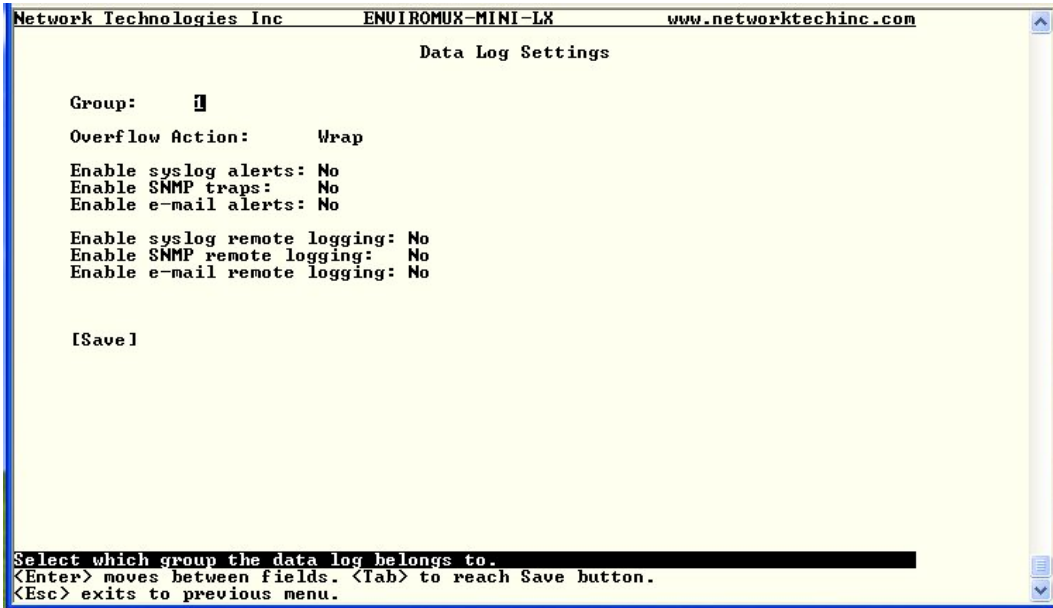 Network Technologies Inc ENVIROMUX-MINI-LX www.networktechinc.com
Data Log Settings
Group: 1
Overflow Action: Wrap
Enable syslog alerts: No
Enable SNMP traps: No
Enable e-mail alerts: No
Enable syslog remote logging: No
Enable SNMP remote logging: No
Enable e-mail remote logging: No
[Save]
Select which group the data log belongs to.
<Enter> moves between fields. <Tab> to reach Save button.
<Esc> exits to previous menu.